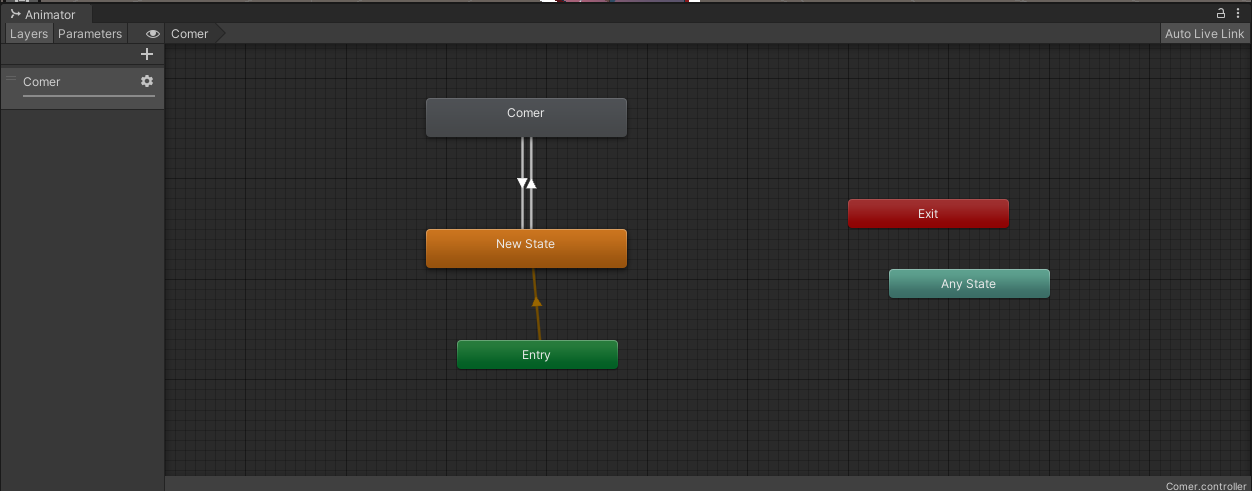 Animator
Layers Parameters Comer Auto Live Link
Comer
Comer
New State
Entry
Exit
Any State
Comer.controller